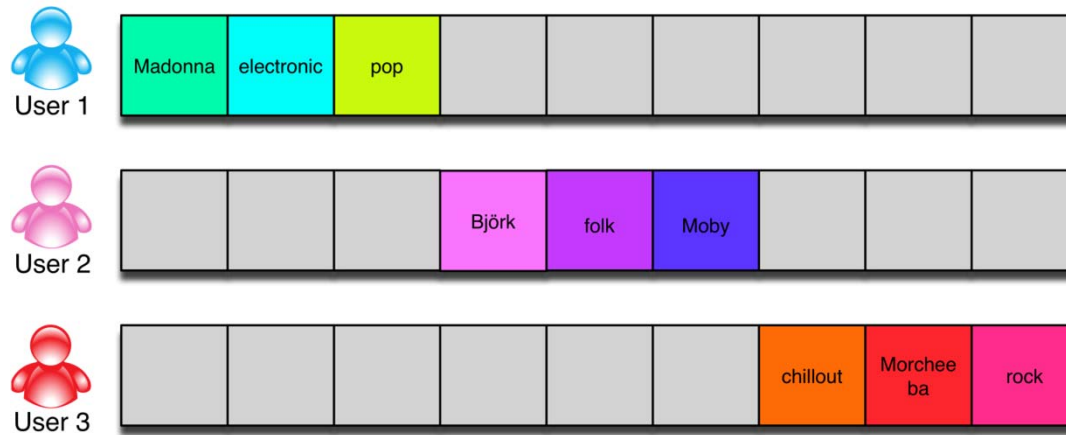 Madonna electronic pop
User 1
Björk folk Moby
User 2
chillout Morchee
ba rock
User 3